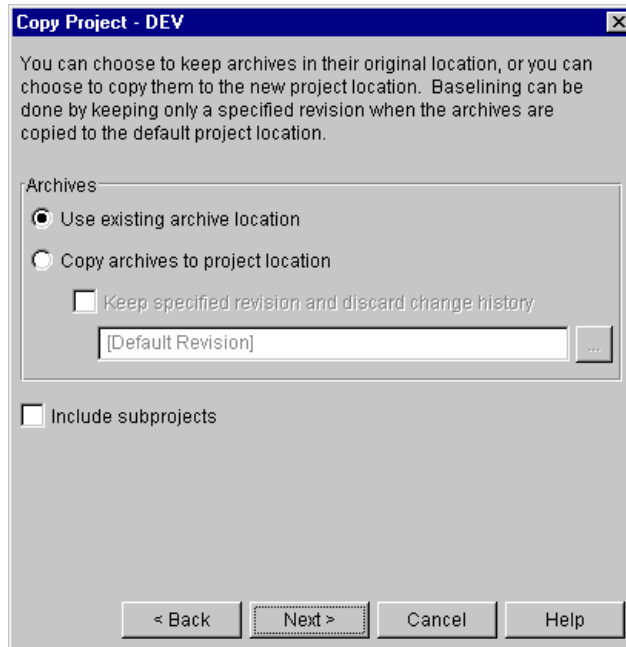 Copy Project - DEV
You can choose to keep archives in their original location, or you can
choose to copy them to the new project location. Baselining can be
done by keeping only a specified revision when the archives are
copied to the default project location.
Archives
Use existing archive location
Copy archives to project location
Keep specified revision and discard change history
[Default Revision]
...
Include subprojects
< Back
Next >
Cancel
Help